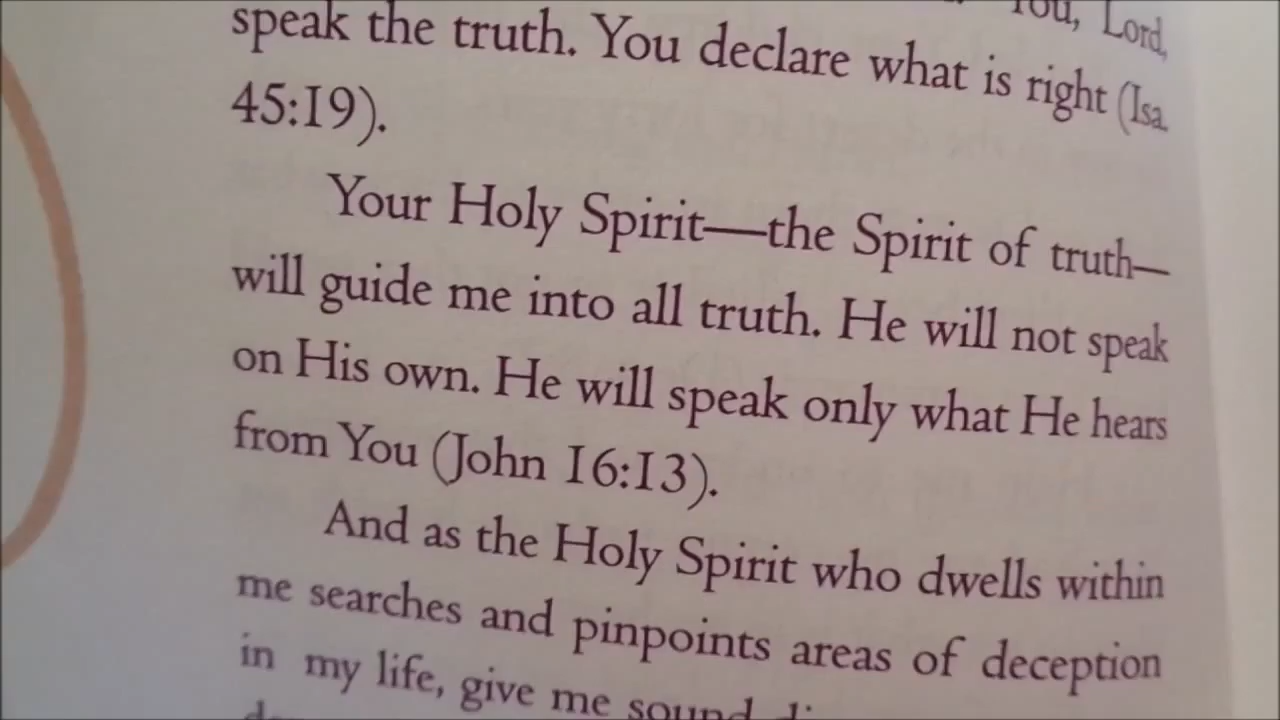 You, Lord,
speak the truth. You declare what is right (Isa.
45:19).
Your Holy Spirit—the Spirit of truth—
will guide me into all truth. He will not speak
on His own. He will speak only what He hears
from You (John 16:13).
And as the Holy Spirit who dwells within
me searches and pinpoints areas of deception
in my life, give me sound